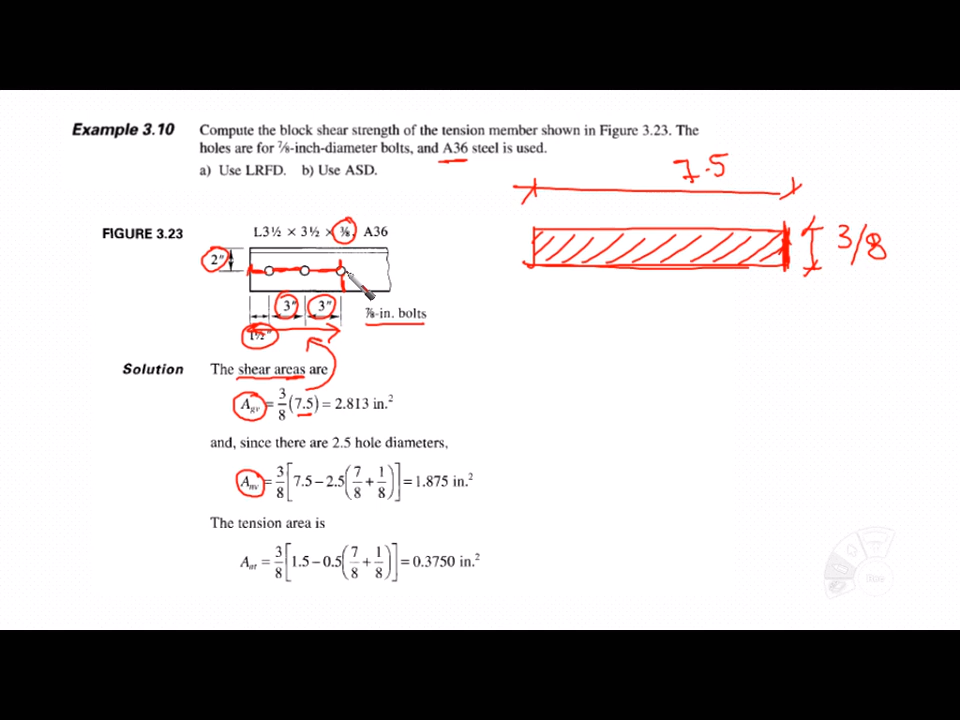 Example 3.10 Compute the block shear strength of the tension member shown in Figure 3.23. The
holes are for ⅞-inch-diameter bolts, and A36 steel is used.
a) Use LRFD. b) Use ASD.
7.5
FIGURE 3.23 L3½ × 3½ × ⅜, A36
3/8
2"
3" 3" ⅞-in. bolts
1½"
Solution The shear areas are
A_gv = 3/8 (7.5) = 2.813 in.²
and, since there are 2.5 hole diameters,
A_nv = 3/8 [7.5 − 2.5(7/8 + 1/8)] = 1.875 in.²
The tension area is
A_nt = 3/8 [1.5 − 0.5(7/8 + 1/8)] = 0.3750 in.²